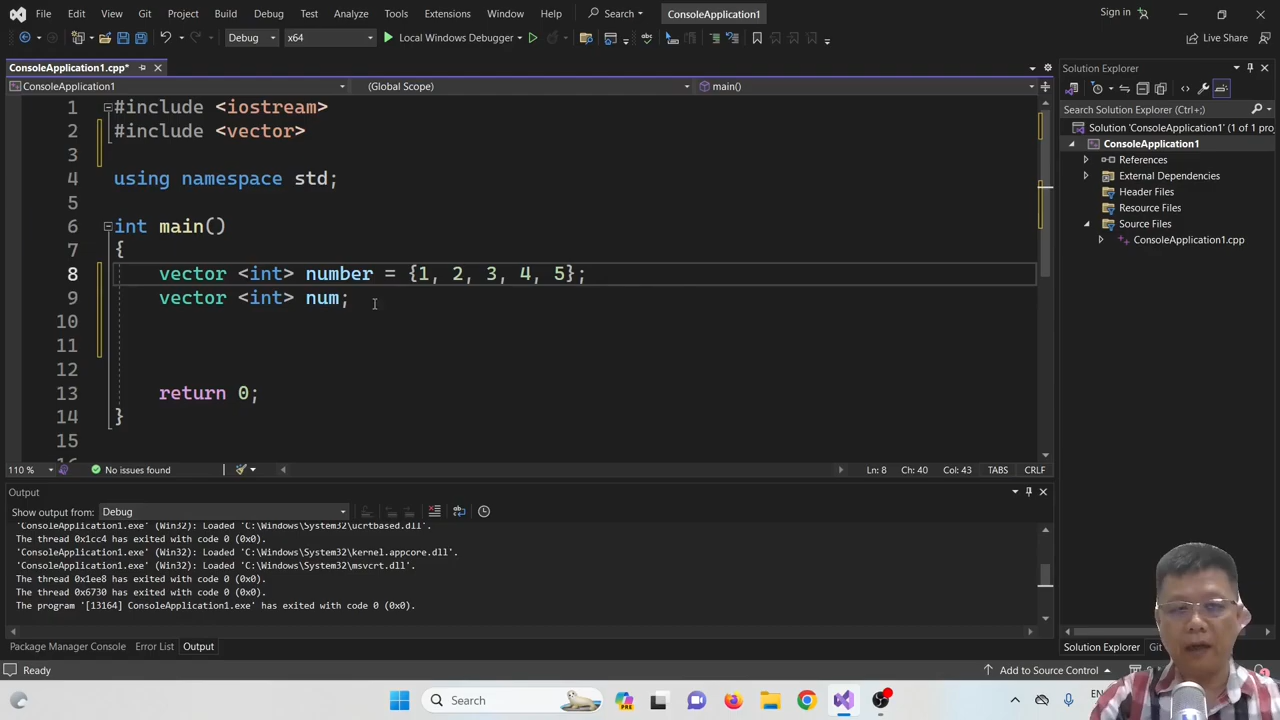 File Edit View Git Project Build Debug Test Analyze Tools Extensions Window Help Search ConsoleApplication1 Sign in
Debug x64 Local Windows Debugger Live Share
ConsoleApplication1.cpp*
ConsoleApplication1 (Global Scope) main()
1 #include <iostream>
2 #include <vector>
3
4 using namespace std;
5
6 int main()
7 {
8 vector <int> number = {1, 2, 3, 4, 5};
9 vector <int> num;
10
11
12
13 return 0;
14 }
15
110 % No issues found Ln: 8 Ch: 40 Col: 43 TABS CRLF
Output
Show output from: Debug
'ConsoleApplication1.exe' (Win32): Loaded 'C:\Windows\System32\ucrtbased.dll'.
The thread 0x1cc4 has exited with code 0 (0x0).
'ConsoleApplication1.exe' (Win32): Loaded 'C:\Windows\System32\kernel.appcore.dll'.
'ConsoleApplication1.exe' (Win32): Loaded 'C:\Windows\System32\msvcrt.dll'.
The thread 0x1ee8 has exited with code 0 (0x0).
The thread 0x6730 has exited with code 0 (0x0).
The program '[13164] ConsoleApplication1.exe' has exited with code 0 (0x0).
Package Manager Console Error List Output
Solution Explorer
Search Solution Explorer (Ctrl+;)
Solution 'ConsoleApplication1' (1 of 1 pro
ConsoleApplication1
References
External Dependencies
Header Files
Resource Files
Source Files
ConsoleApplication1.cpp
Solution Explorer Git
Ready Add to Source Control
Search PRE EN